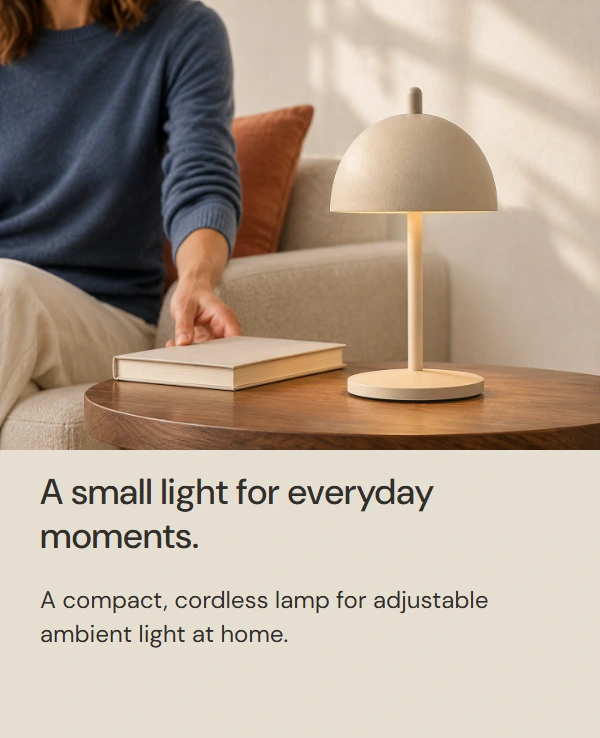 A small light for everyday
moments.
A compact, cordless lamp for adjustable
ambient light at home.